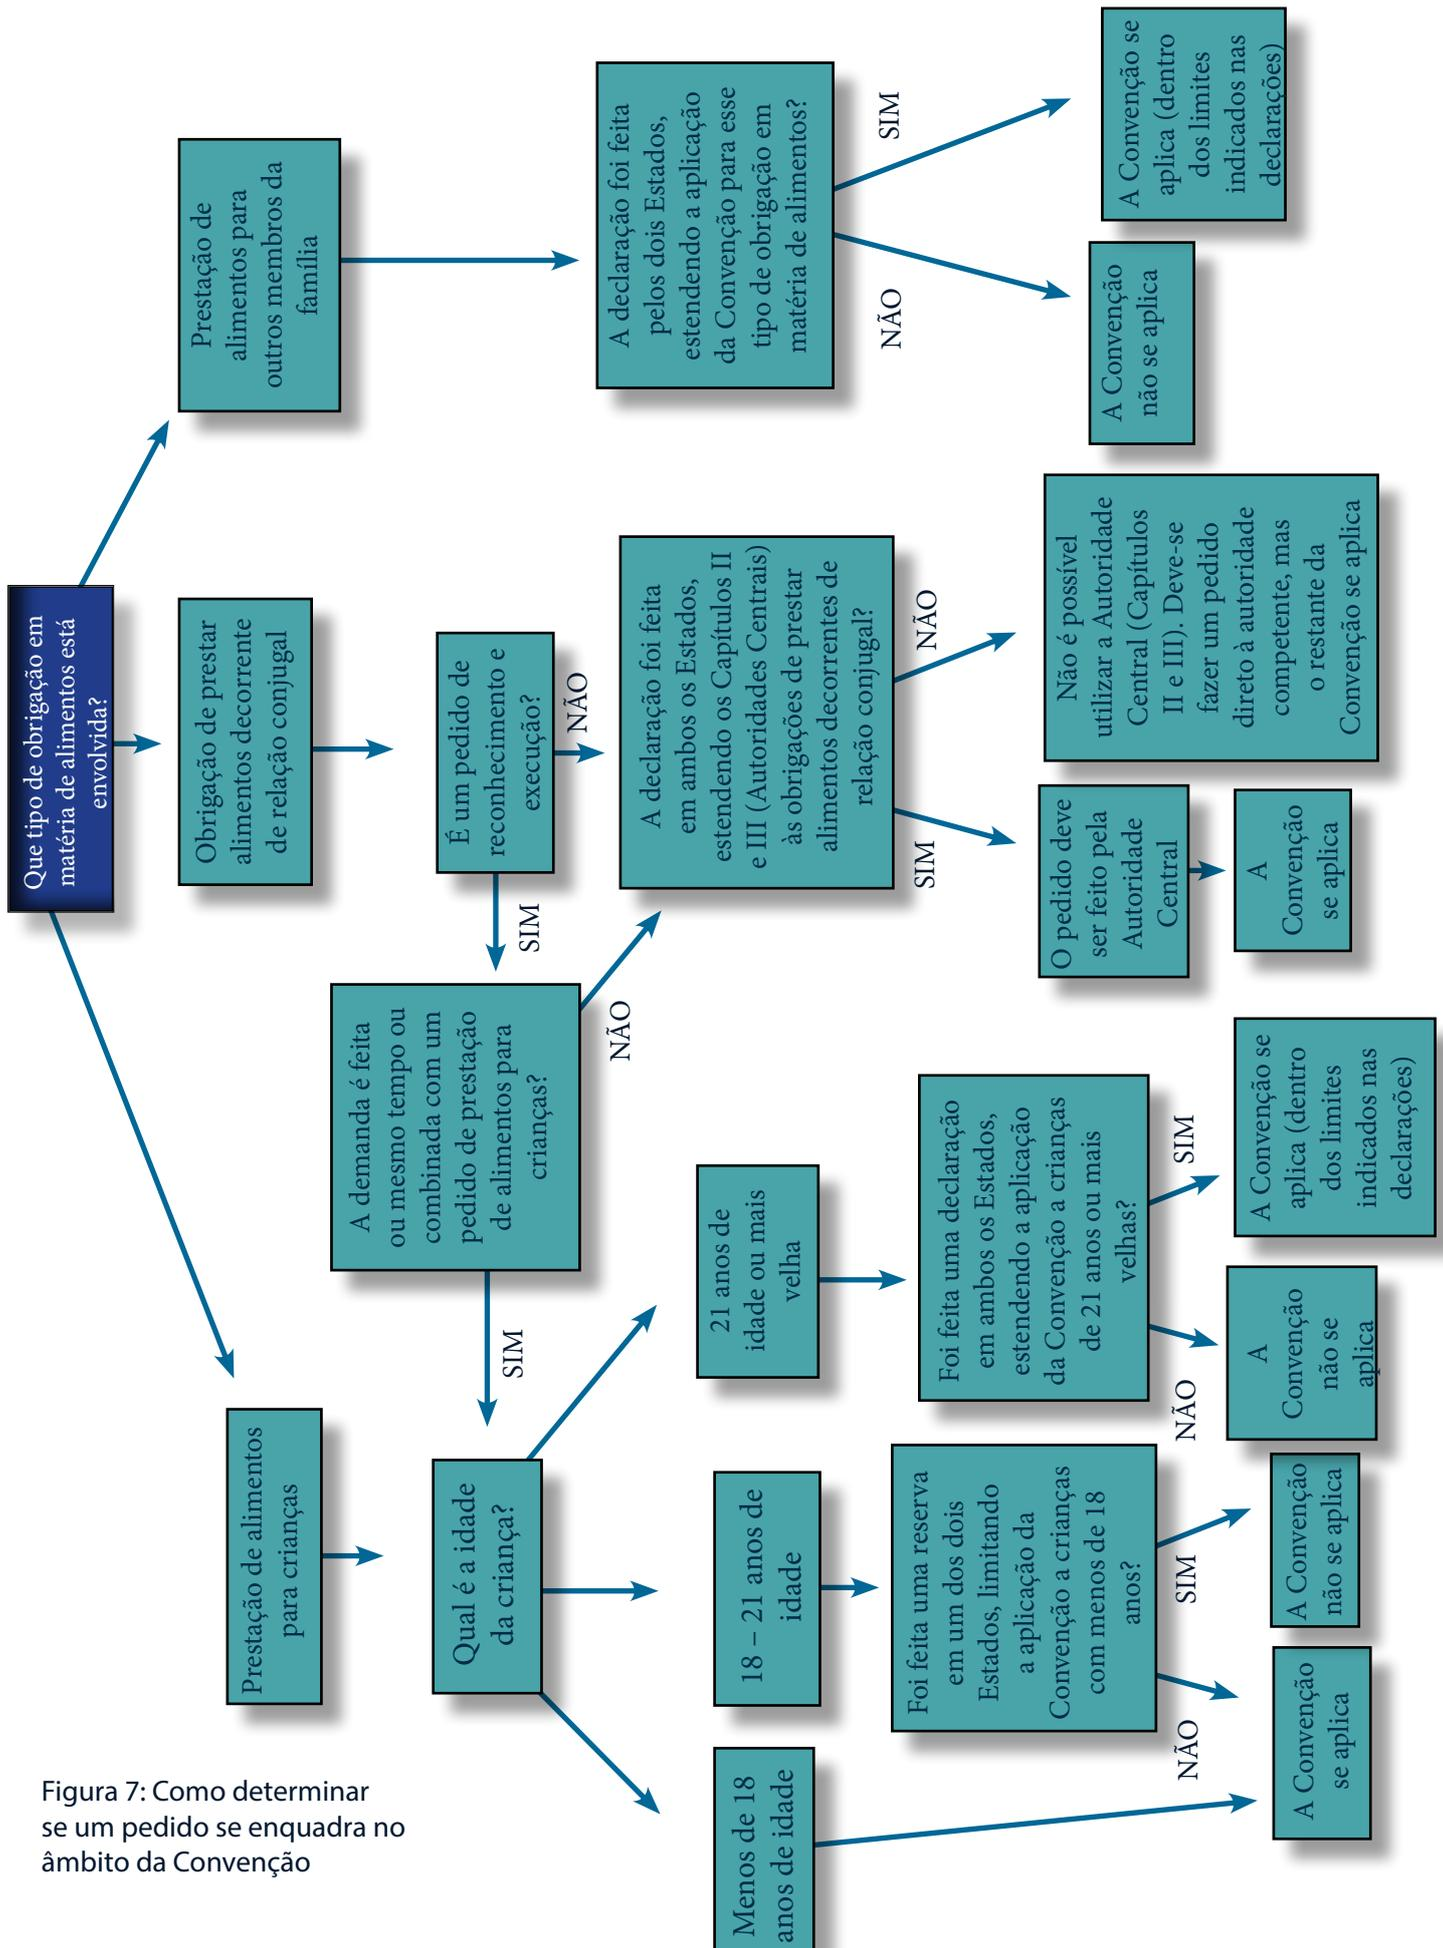 Figura 7: Como determinar
se um pedido se enquadra no
âmbito da Convenção
Que tipo de obrigação em
matéria de alimentos está
envolvida?
Prestação de alimentos
para crianças
Obrigação de prestar
alimentos decorrente
de relação conjugal
Prestação de
alimentos para
outros membros da
família
É um pedido de
reconhecimento e
execução?
SIM
NÃO
A demanda é feita
ou mesmo tempo ou
combinada com um
pedido de prestação
de alimentos para
crianças?
SIM
NÃO
Qual é a idade
da criança?
Menos de 18
anos de idade
18 – 21 anos de
idade
21 anos de
idade ou mais
velha
A declaração foi feita
em ambos os Estados,
estendendo os Capítulos II
e III (Autoridades Centrais)
às obrigações de prestar
alimentos decorrentes de
relação conjugal?
SIM
NÃO
A declaração foi feita
pelos dois Estados,
estendendo a aplicação
da Convenção para esse
tipo de obrigação em
matéria de alimentos?
NÃO
SIM
Foi feita uma reserva
em um dos dois
Estados, limitando
a aplicação da
Convenção a crianças
com menos de 18
anos?
NÃO
SIM
Foi feita uma declaração
em ambos os Estados,
estendendo a aplicação
da Convenção a crianças
de 21 anos ou mais
velhas?
NÃO
SIM
A Convenção
se aplica
A Convenção
não se aplica
A
Convenção
não se
aplica
A Convenção se
aplica (dentro
dos limites
indicados nas
declarações)
O pedido deve
ser feito pela
Autoridade
Central
A
Convenção
se aplica
Não é possível
utilizar a Autoridade
Central (Capítulos
II e III). Deve-se
fazer um pedido
direto à autoridade
competente, mas
o restante da
Convenção se aplica
A Convenção
não se aplica
A Convenção se
aplica (dentro
dos limites
indicados nas
declarações)